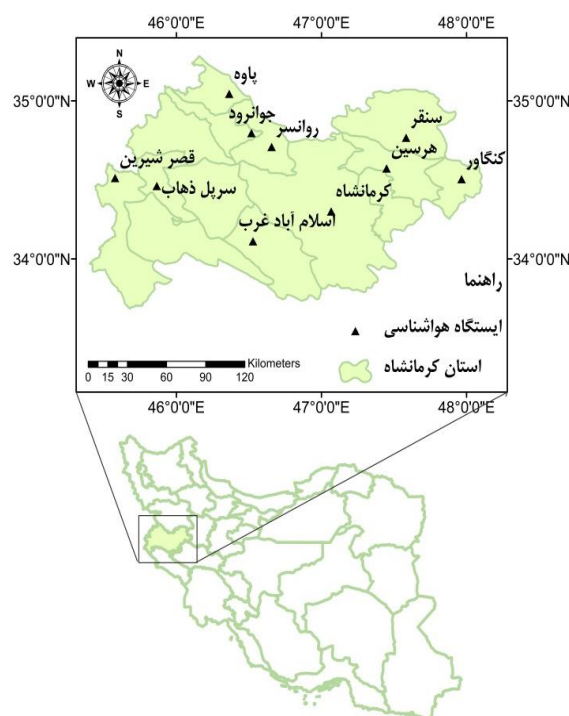 46°0'0"E 47°0'0"E 48°0'0"E
N
W E
S
35°0'0"N 35°0'0"N
پاوه
جوانرود
روانسر
سنقر
هرسین
کنگاور
قصر شیرین
سرپل ذهاب
کرمانشاه
اسلام آباد غرب
34°0'0"N 34°0'0"N
راهنما
ایستگاه هواشناسی
استان کرمانشاه
Kilometers
0 15 30 60 90 120
46°0'0"E 47°0'0"E 48°0'0"E